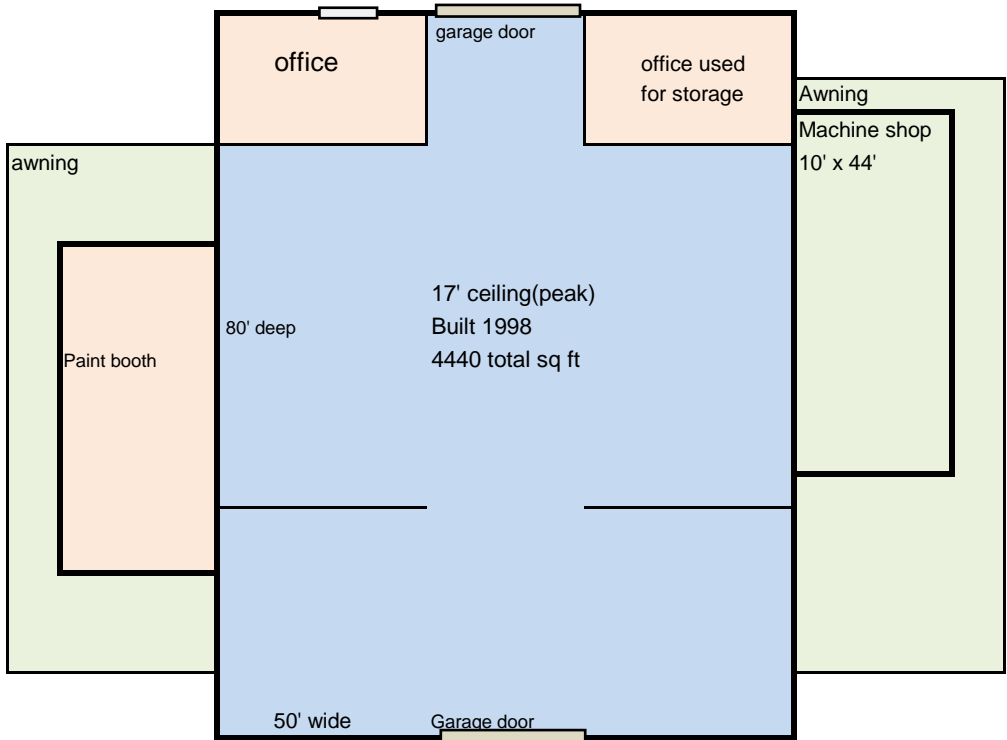 garage door
office
office used
for storage
Awning
Machine shop
10' x 44'
awning
17' ceiling(peak)
Built 1998
4440 total sq ft
80' deep
Paint booth
50' wide
Garage door